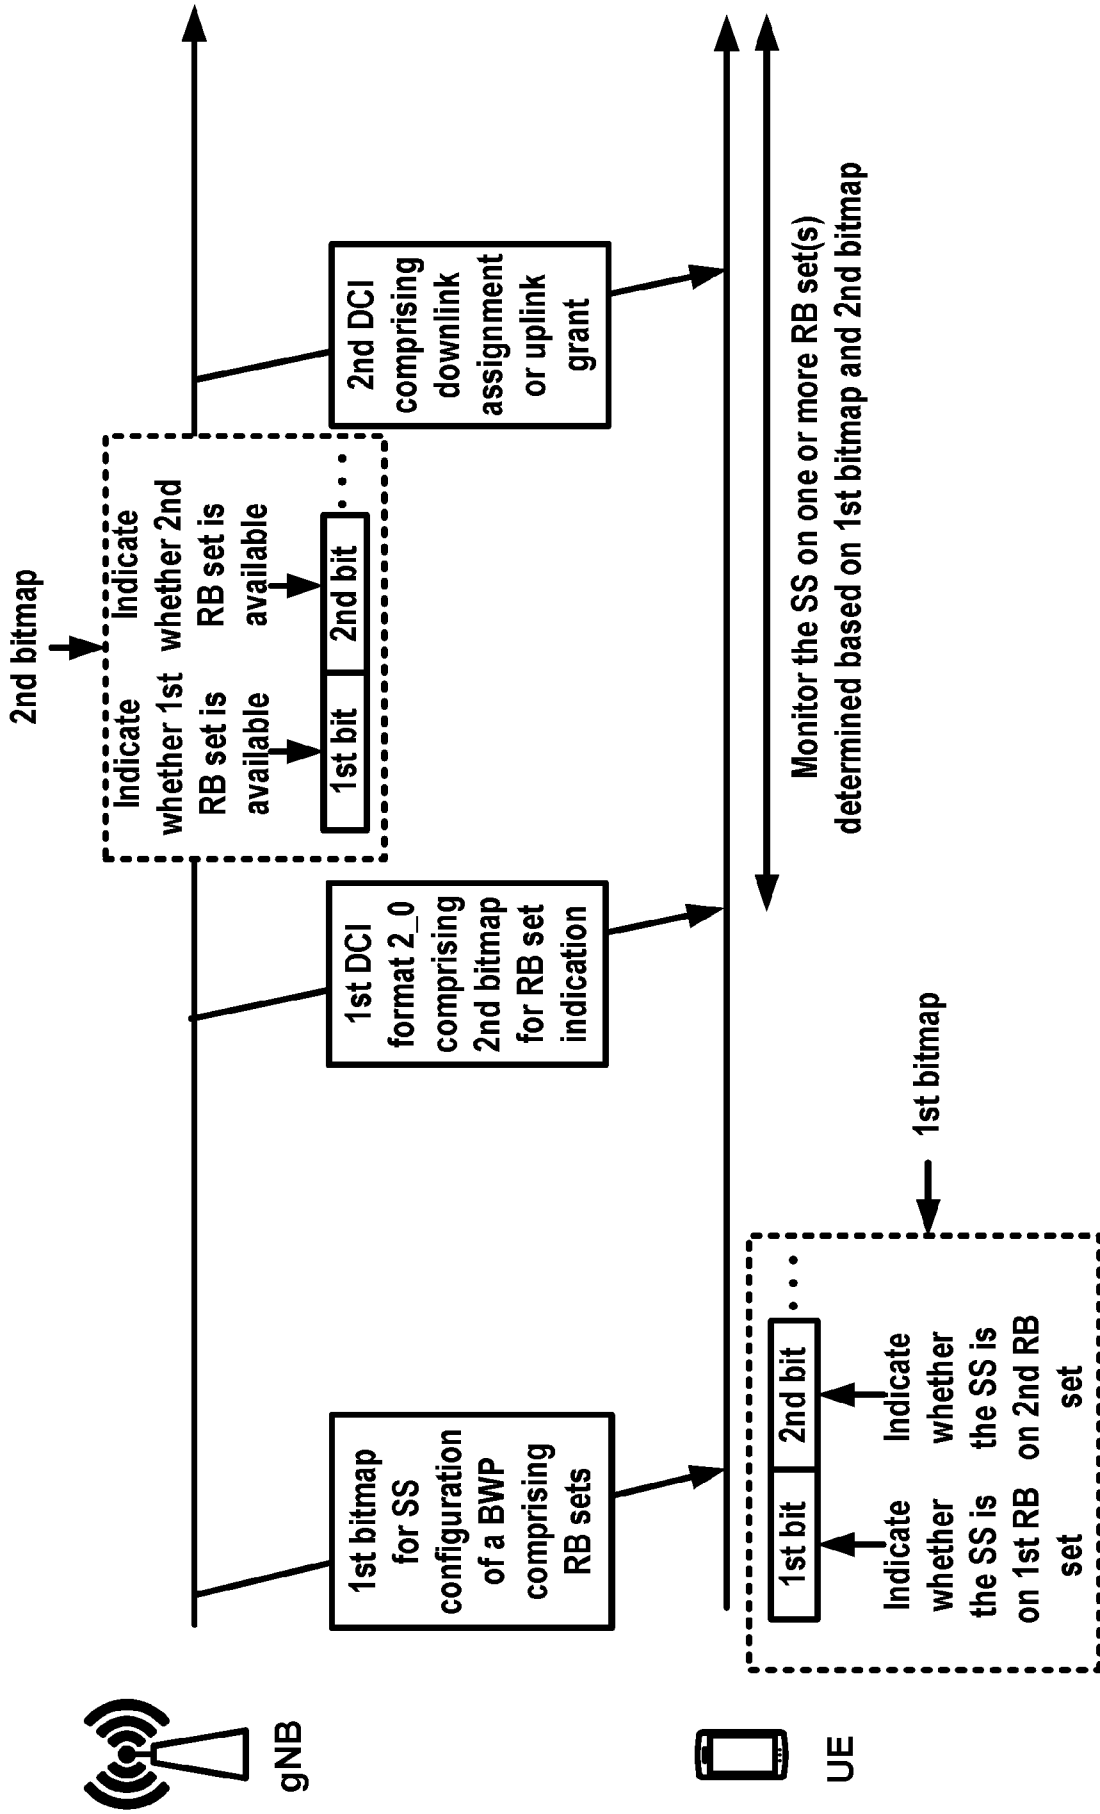 2nd bitmap
Indicate
whether 1st
RB set is
available
Indicate
whether 2nd
RB set is
available
1st bit
2nd bit
. . .
gNB
1st bitmap
for SS
configuration
of a BWP
comprising
RB sets
1st DCI
format 2_0
comprising
2nd bitmap
for RB set
indication
2nd DCI
comprising
downlink
assignment
or uplink
grant
UE
1st bit
2nd bit
. . .
Indicate
whether
the SS is
on 1st RB
set
Indicate
whether
the SS is
on 2nd RB
set
1st bitmap
Monitor the SS on one or more RB set(s)
determined based on 1st bitmap and 2nd bitmap